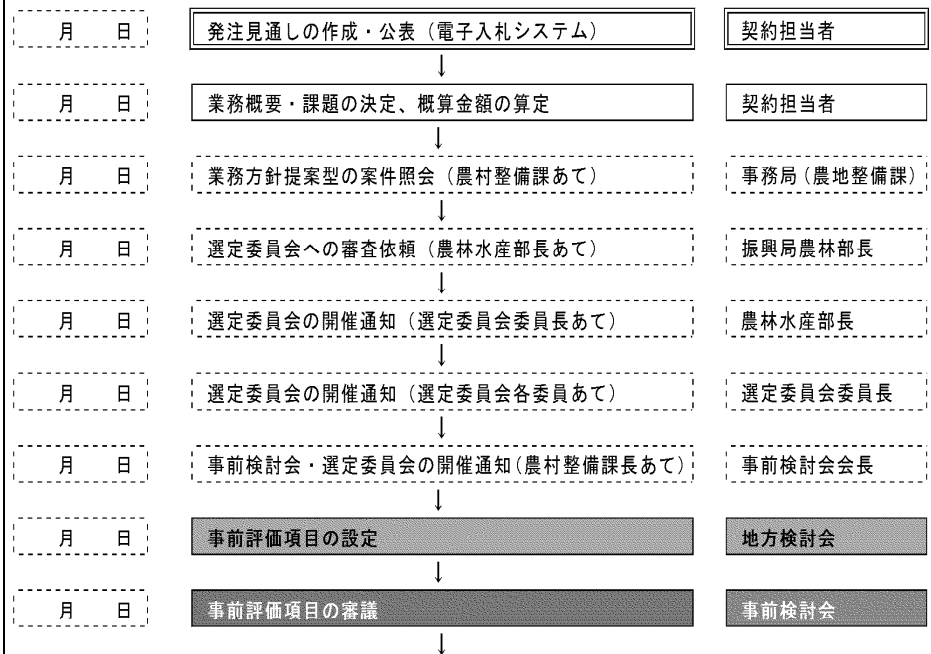 月 日 発注見通しの作成・公表（電子入札システム） 契約担当者
↓
月 日 業務概要・課題の決定、概算金額の算定 契約担当者
↓
月 日 業務方針提案型の案件照会（農村整備課あて） 事務局（農地整備課）
↓
月 日 選定委員会への審査依頼（農林水産部長あて） 振興局農林部長
↓
月 日 選定委員会の開催通知（選定委員会委員長あて） 農林水産部長
↓
月 日 選定委員会の開催通知（選定委員会各委員あて） 選定委員会委員長
↓
月 日 事前検討会・選定委員会の開催通知（農村整備課長あて） 事前検討会会長
↓
月 日 事前評価項目の設定 地方検討会
↓
月 日 事前評価項目の審議 事前検討会
↓